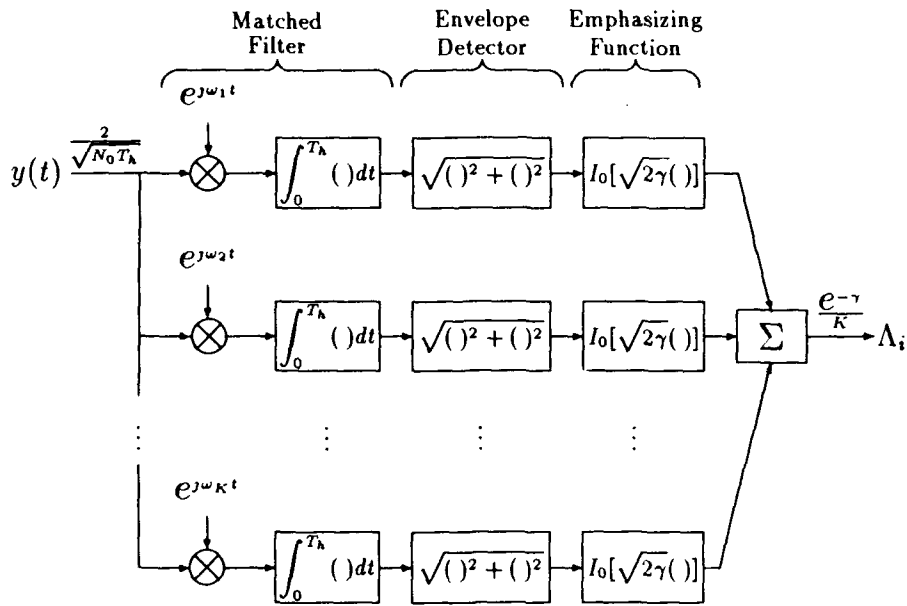 Matched Filter
Envelope Detector
Emphasizing Function
e^{jω₁t}
y(t) 2/√(N₀T_h)
∫₀^{T_h} ( )dt
√(( )² + ( )²)
I₀[√2γ( )]
e^{jω₂t}
∫₀^{T_h} ( )dt
√(( )² + ( )²)
I₀[√2γ( )]
Σ
e^{-γ}/K
Λᵢ
⋮ ⋮ ⋮ ⋮
e^{jω_K t}
∫₀^{T_h} ( )dt
√(( )² + ( )²)
I₀[√2γ( )]